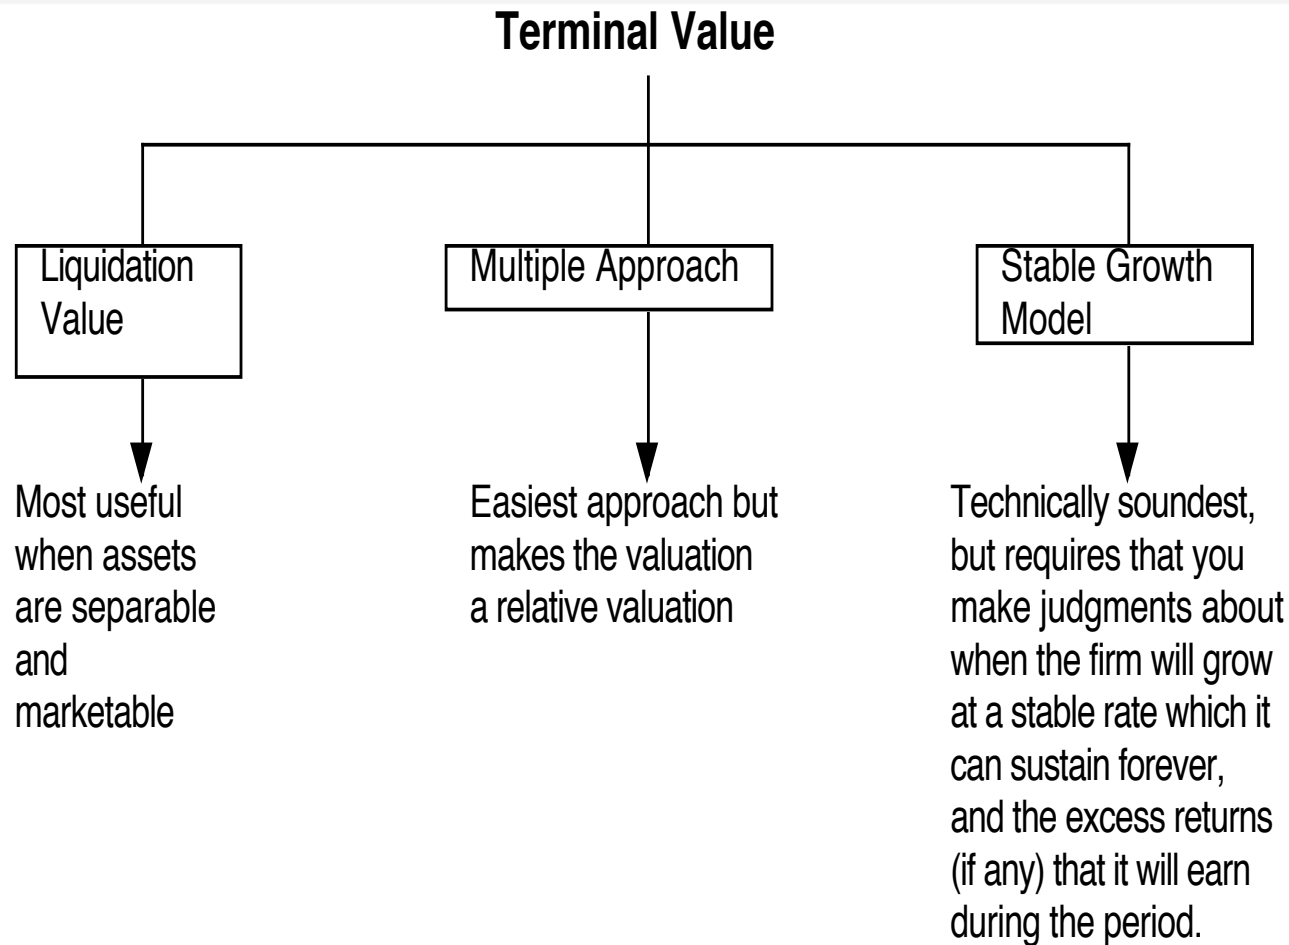 Terminal Value
Liquidation
Value
Multiple Approach
Stable Growth
Model
Most useful
when assets
are separable
and
marketable
Easiest approach but
makes the valuation
a relative valuation
Technically soundest,
but requires that you
make judgments about
when the firm will grow
at a stable rate which it
can sustain forever,
and the excess returns
(if any) that it will earn
during the period.